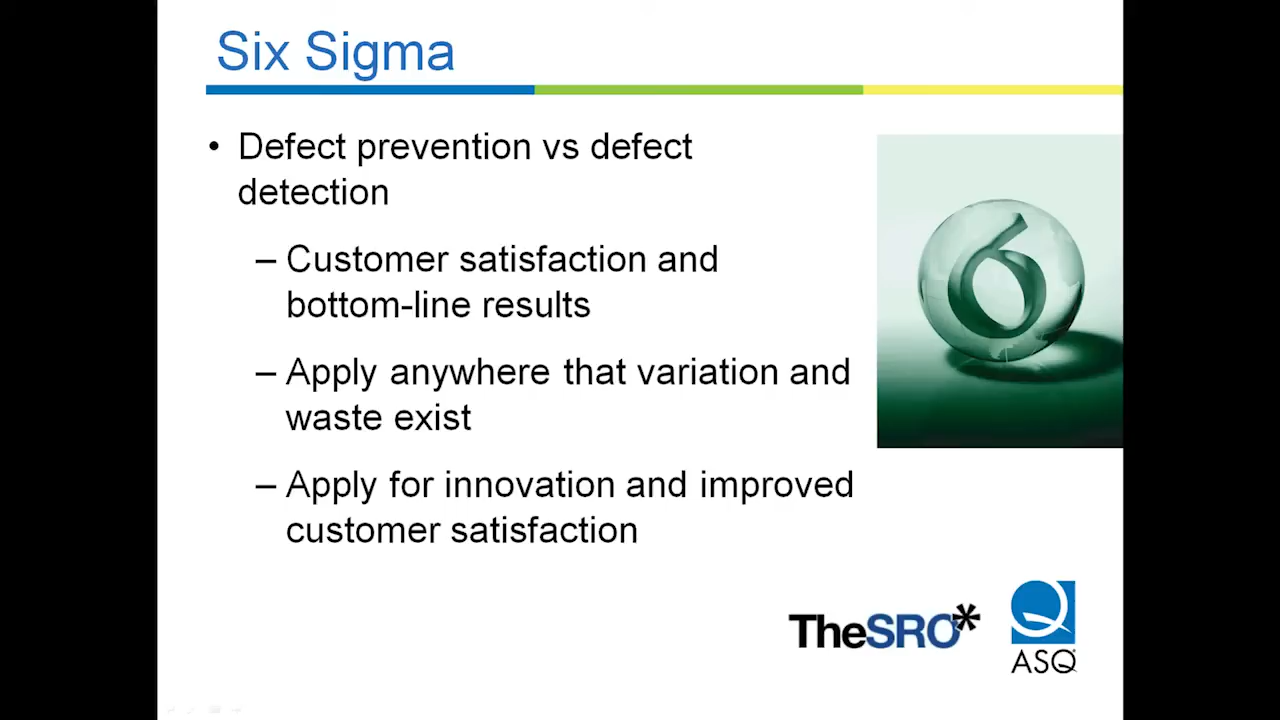 Six Sigma
• Defect prevention vs defect
detection
– Customer satisfaction and
bottom-line results
– Apply anywhere that variation and
waste exist
– Apply for innovation and improved
customer satisfaction
6
TheSRO*
ASQ